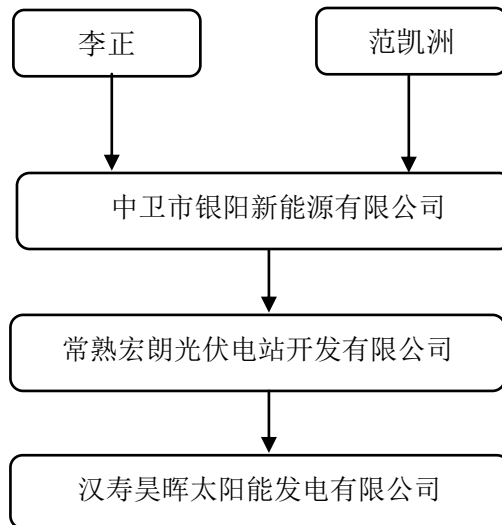 李正
范凯洲
中卫市银阳新能源有限公司
常熟宏朗光伏电站开发有限公司
汉寿昊晖太阳能发电有限公司